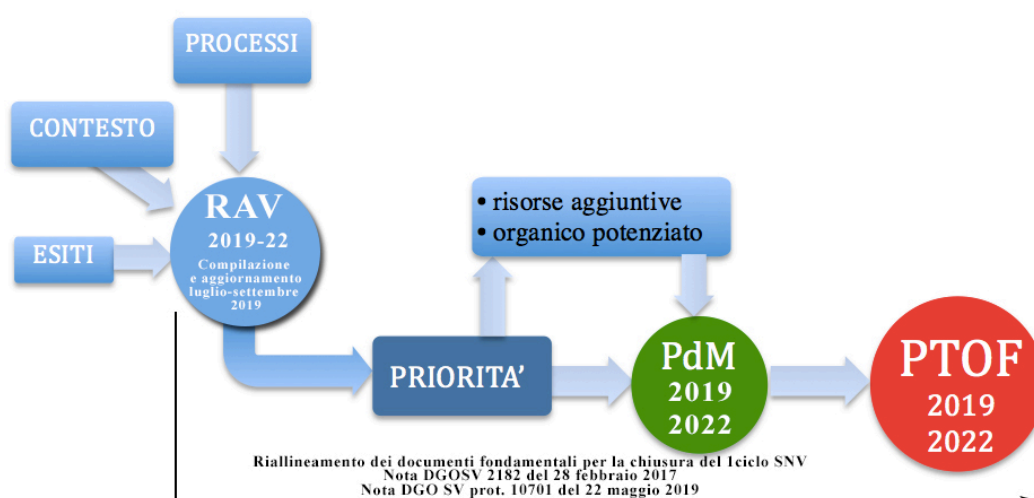 PROCESSI
CONTESTO
ESITI
RAV
2019-22
Compilazione
e aggiornamento
luglio-settembre
2019
• risorse aggiuntive
• organico potenziato
PRIORITA’
PdM
2019
2022
PTOF
2019
2022
Riallineamento dei documenti fondamentali per la chiusura del 1ciclo SNV
Nota DGOSV 2182 del 28 febbraio 2017
Nota DGO SV prot. 10701 del 22 maggio 2019